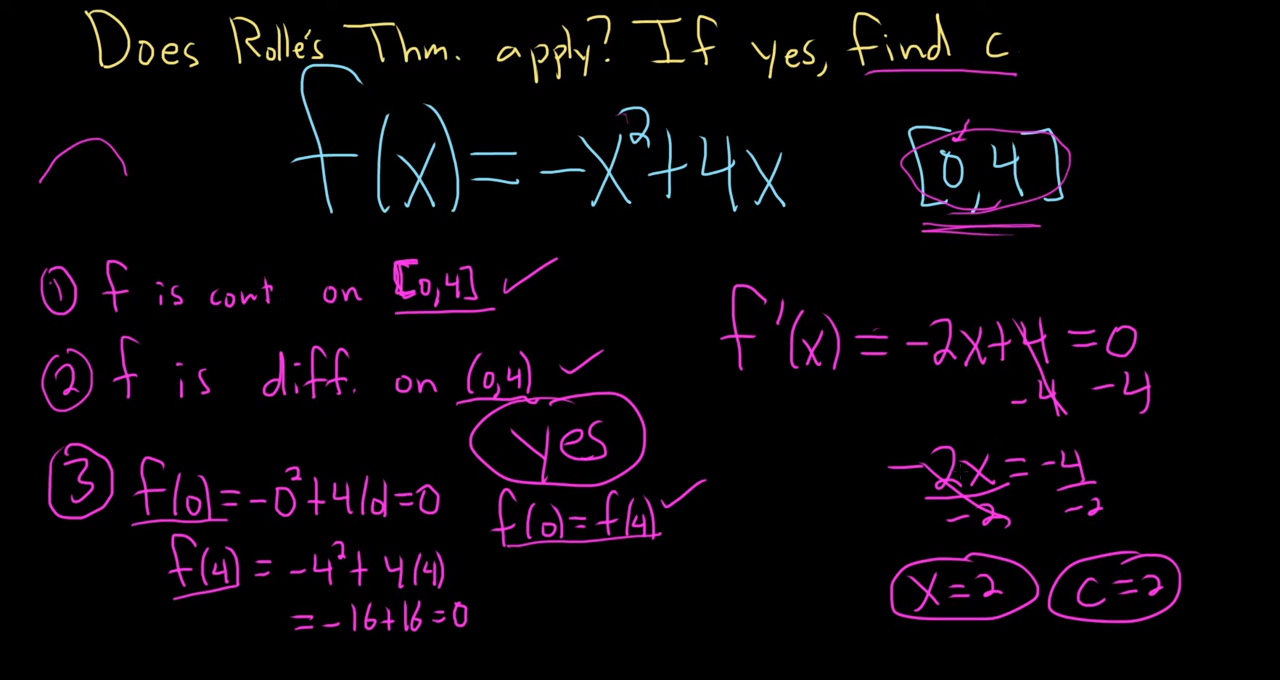 Does Rolle's Thm. apply? If yes, find c
f(x) = -x² + 4x [0, 4]
① f is cont on [0,4] ✓
② f is diff. on (0,4) ✓
yes
③ f(0) = -0² + 4(0) = 0
f(0) = f(4) ✓
f(4) = -4² + 4(4)
= -16 + 16 = 0
f'(x) = -2x + 4 = 0
-4 -4
-2x = -4
-2 -2
x = 2 c = 2